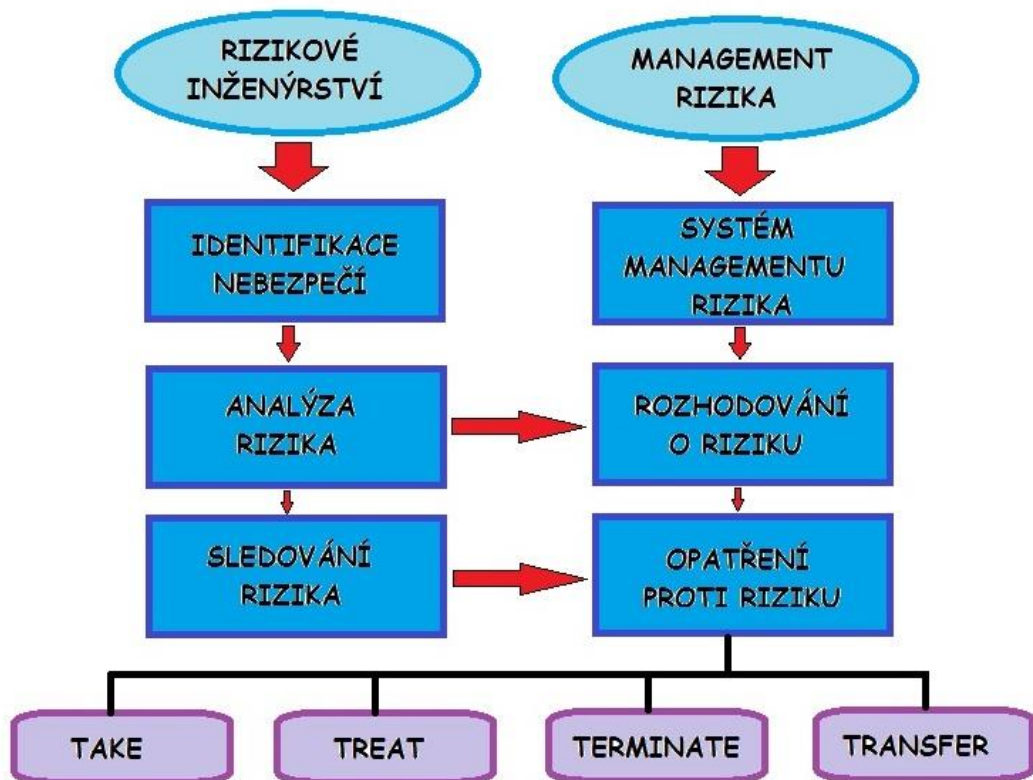 RIZIKOVÉ
INŽENÝRSTVÍ
MANAGEMENT
RIZIKA
IDENTIFIKACE
NEBEZPEČÍ
SYSTÉM
MANAGEMENTU
RIZIKA
ANALÝZA
RIZIKA
ROZHODOVÁNÍ
O RIZIKU
SLEDOVÁNÍ
RIZIKA
OPATŘENÍ
PROTI RIZIKU
TAKE
TREAT
TERMINATE
TRANSFER